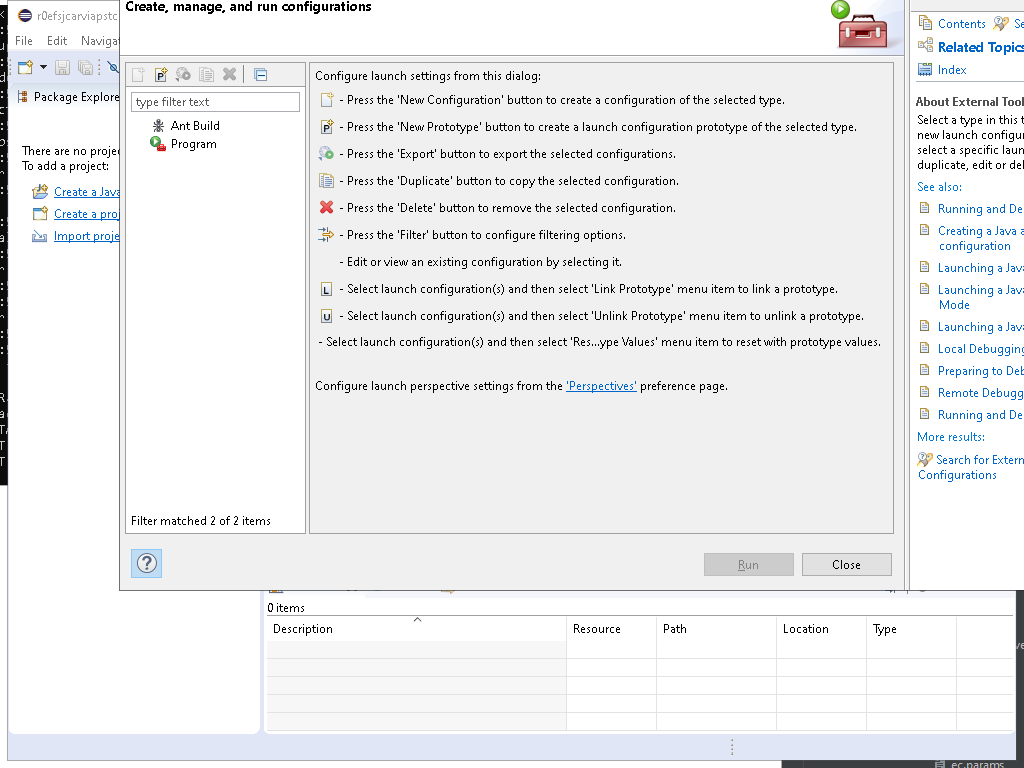 Create, manage, and run configurations
r0efsjcarviapstc
File Edit Navigat
Package Explore
There are no projec
To add a project:
Create a Java
Create a proj
Import proje
type filter text
Ant Build
Program
Filter matched 2 of 2 items
Configure launch settings from this dialog:
- Press the 'New Configuration' button to create a configuration of the selected type.
- Press the 'New Prototype' button to create a launch configuration prototype of the selected type.
- Press the 'Export' button to export the selected configurations.
- Press the 'Duplicate' button to copy the selected configuration.
- Press the 'Delete' button to remove the selected configuration.
- Press the 'Filter' button to configure filtering options.
- Edit or view an existing configuration by selecting it.
L - Select launch configuration(s) and then select 'Link Prototype' menu item to link a prototype.
U - Select launch configuration(s) and then select 'Unlink Prototype' menu item to unlink a prototype.
- Select launch configuration(s) and then select 'Res...ype Values' menu item to reset with prototype values.
Configure launch perspective settings from the 'Perspectives' preference page.
Run Close
Contents Se
Related Topics
Index
About External Tool
Select a type in this t
new launch configur
select a specific laun
duplicate, edit or del
See also:
Running and De
Creating a Java a
configuration
Launching a Java
Launching a Java
Mode
Launching a Java
Local Debugging
Preparing to Deb
Remote Debugg
Running and De
More results:
Search for Extern
Configurations
0 items
Description Resource Path Location Type
ec.params